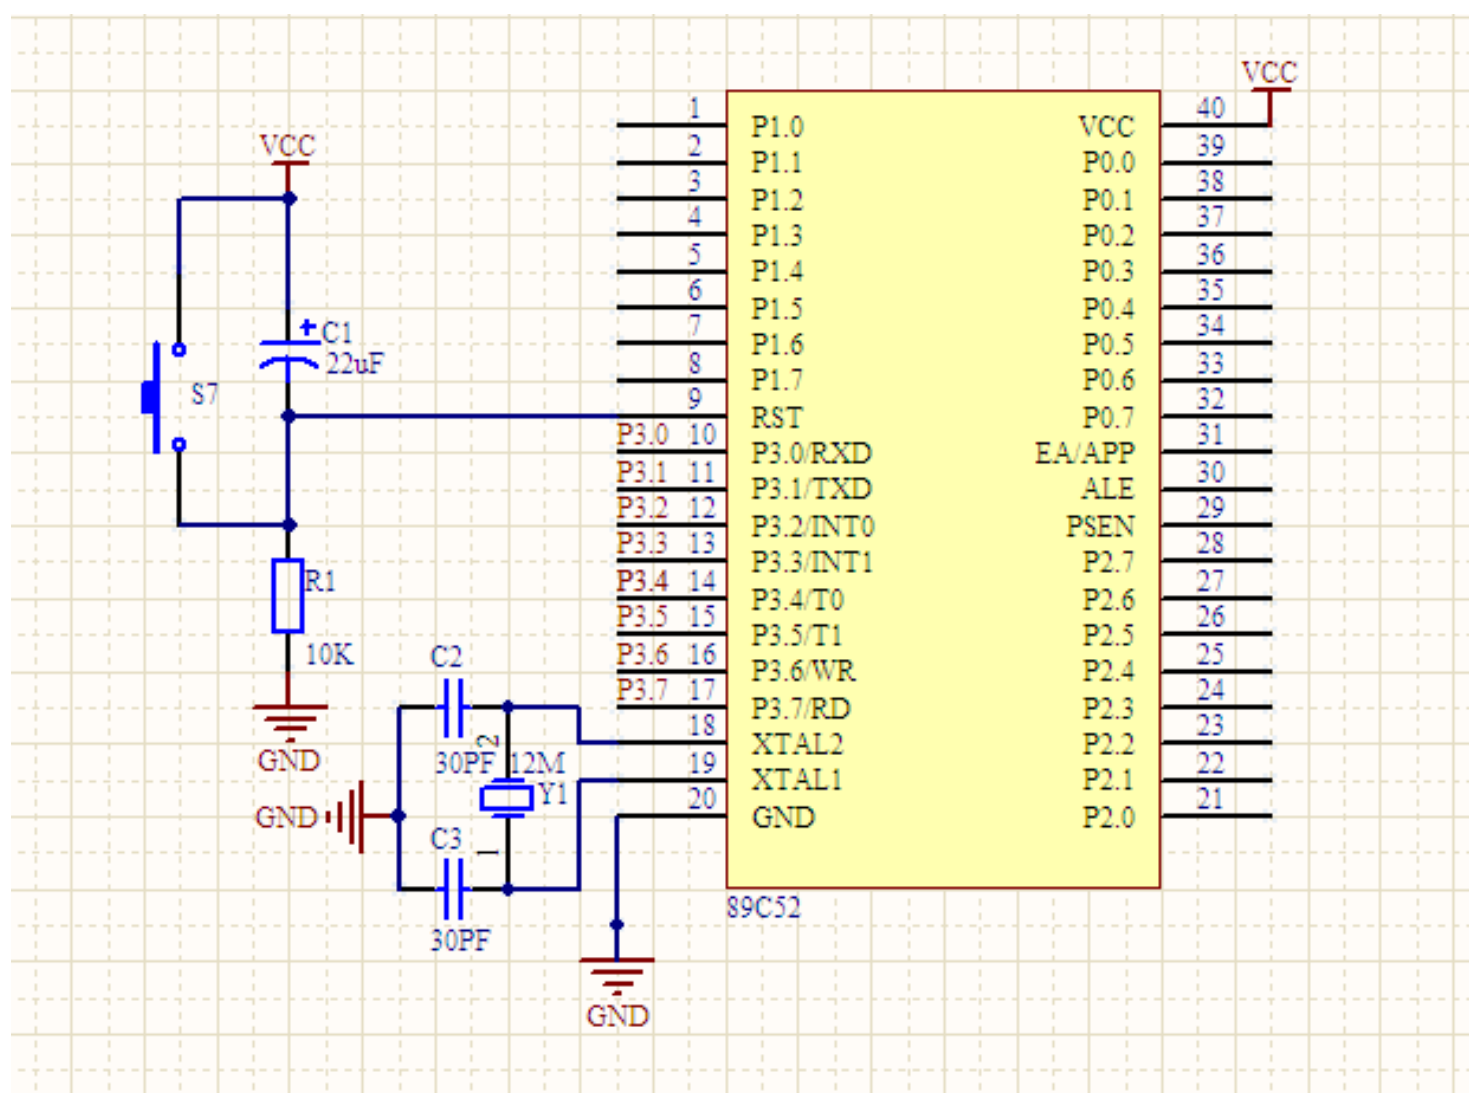 VCC
VCC
1 P1.0 VCC 40
2 P1.1 P0.0 39
3 P1.2 P0.1 38
4 P1.3 P0.2 37
5 P1.4 P0.3 36
6 P1.5 P0.4 35
7 P1.6 P0.5 34
8 P1.7 P0.6 33
9 RST P0.7 32
P3.0 10 P3.0/RXD EA/APP 31
P3.1 11 P3.1/TXD ALE 30
P3.2 12 P3.2/INT0 PSEN 29
P3.3 13 P3.3/INT1 P2.7 28
P3.4 14 P3.4/T0 P2.6 27
P3.5 15 P3.5/T1 P2.5 26
P3.6 16 P3.6/WR P2.4 25
P3.7 17 P3.7/RD P2.3 24
18 XTAL2 P2.2 23
19 XTAL1 P2.1 22
20 GND P2.0 21
89C52
+ C1
22uF
S7
R1
10K
GND
C2
30PF
2
12M
Y1
GND
C3
1
30PF
GND